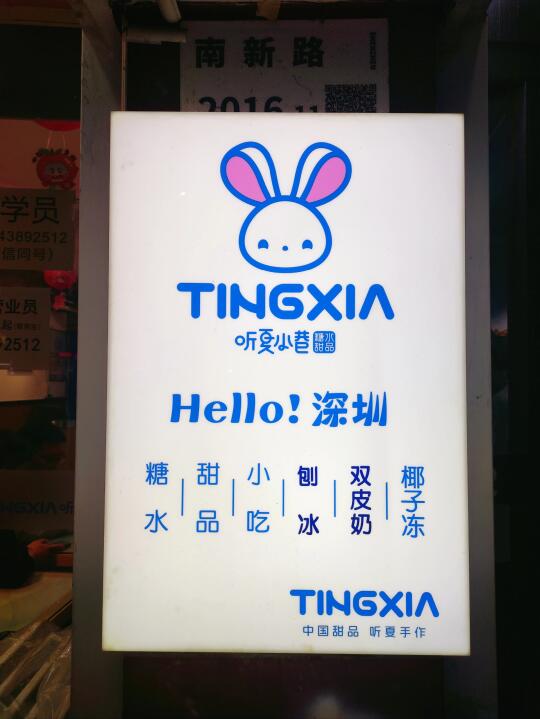 南新路
SHENZHEN
2016.11
学员
43892512
信同号）
营业员
2512
TINGXIA
听夏小巷 糖水甜品
Hello! 深圳
糖水 | 甜品 | 小吃 | 刨冰 | 双皮奶 | 椰子冻
TINGXIA
中国甜品 听夏手作